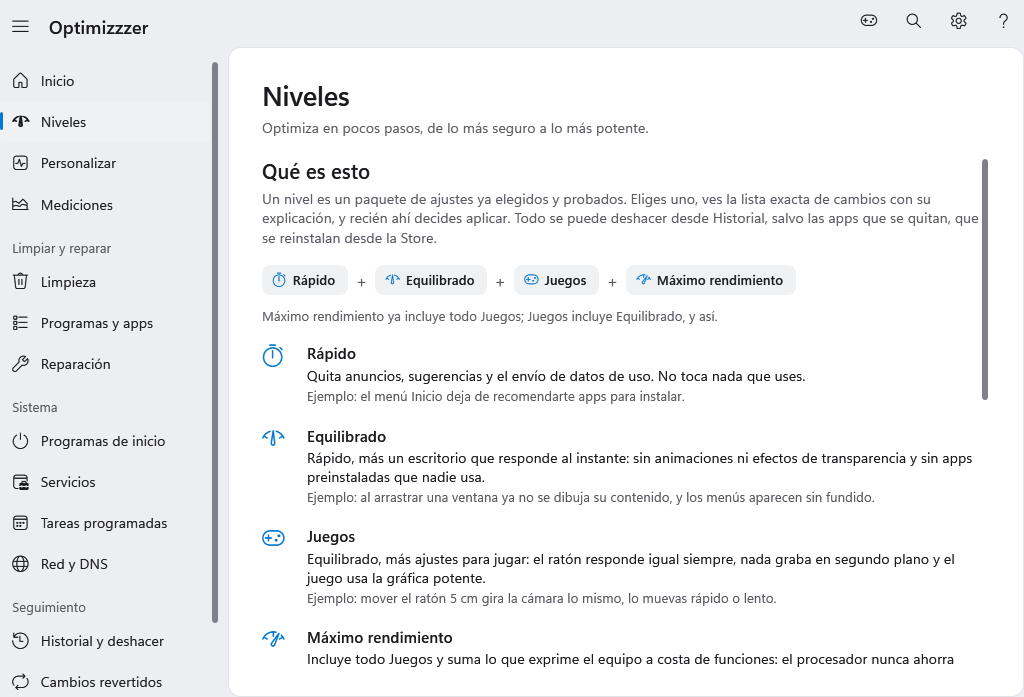 Optimizzzer
Inicio
Niveles
Personalizar
Mediciones
Limpiar y reparar
Limpieza
Programas y apps
Reparación
Sistema
Programas de inicio
Servicios
Tareas programadas
Red y DNS
Seguimiento
Historial y deshacer
Cambios revertidos
Niveles
Optimiza en pocos pasos, de lo más seguro a lo más potente.
Qué es esto
Un nivel es un paquete de ajustes ya elegidos y probados. Eliges uno, ves la lista exacta de cambios con su
explicación, y recién ahí decides aplicar. Todo se puede deshacer desde Historial, salvo las apps que se quitan, que
se reinstalan desde la Store.
Rápido + Equilibrado + Juegos + Máximo rendimiento
Máximo rendimiento ya incluye todo Juegos; Juegos incluye Equilibrado, y así.
Rápido
Quita anuncios, sugerencias y el envío de datos de uso. No toca nada que uses.
Ejemplo: el menú Inicio deja de recomendarte apps para instalar.
Equilibrado
Rápido, más un escritorio que responde al instante: sin animaciones ni efectos de transparencia y sin apps
preinstaladas que nadie usa.
Ejemplo: al arrastrar una ventana ya no se dibuja su contenido, y los menús aparecen sin fundido.
Juegos
Equilibrado, más ajustes para jugar: el ratón responde igual siempre, nada graba en segundo plano y el
juego usa la gráfica potente.
Ejemplo: mover el ratón 5 cm gira la cámara lo mismo, lo muevas rápido o lento.
Máximo rendimiento
Incluye todo Juegos y suma lo que exprime el equipo a costa de funciones: el procesador nunca ahorra